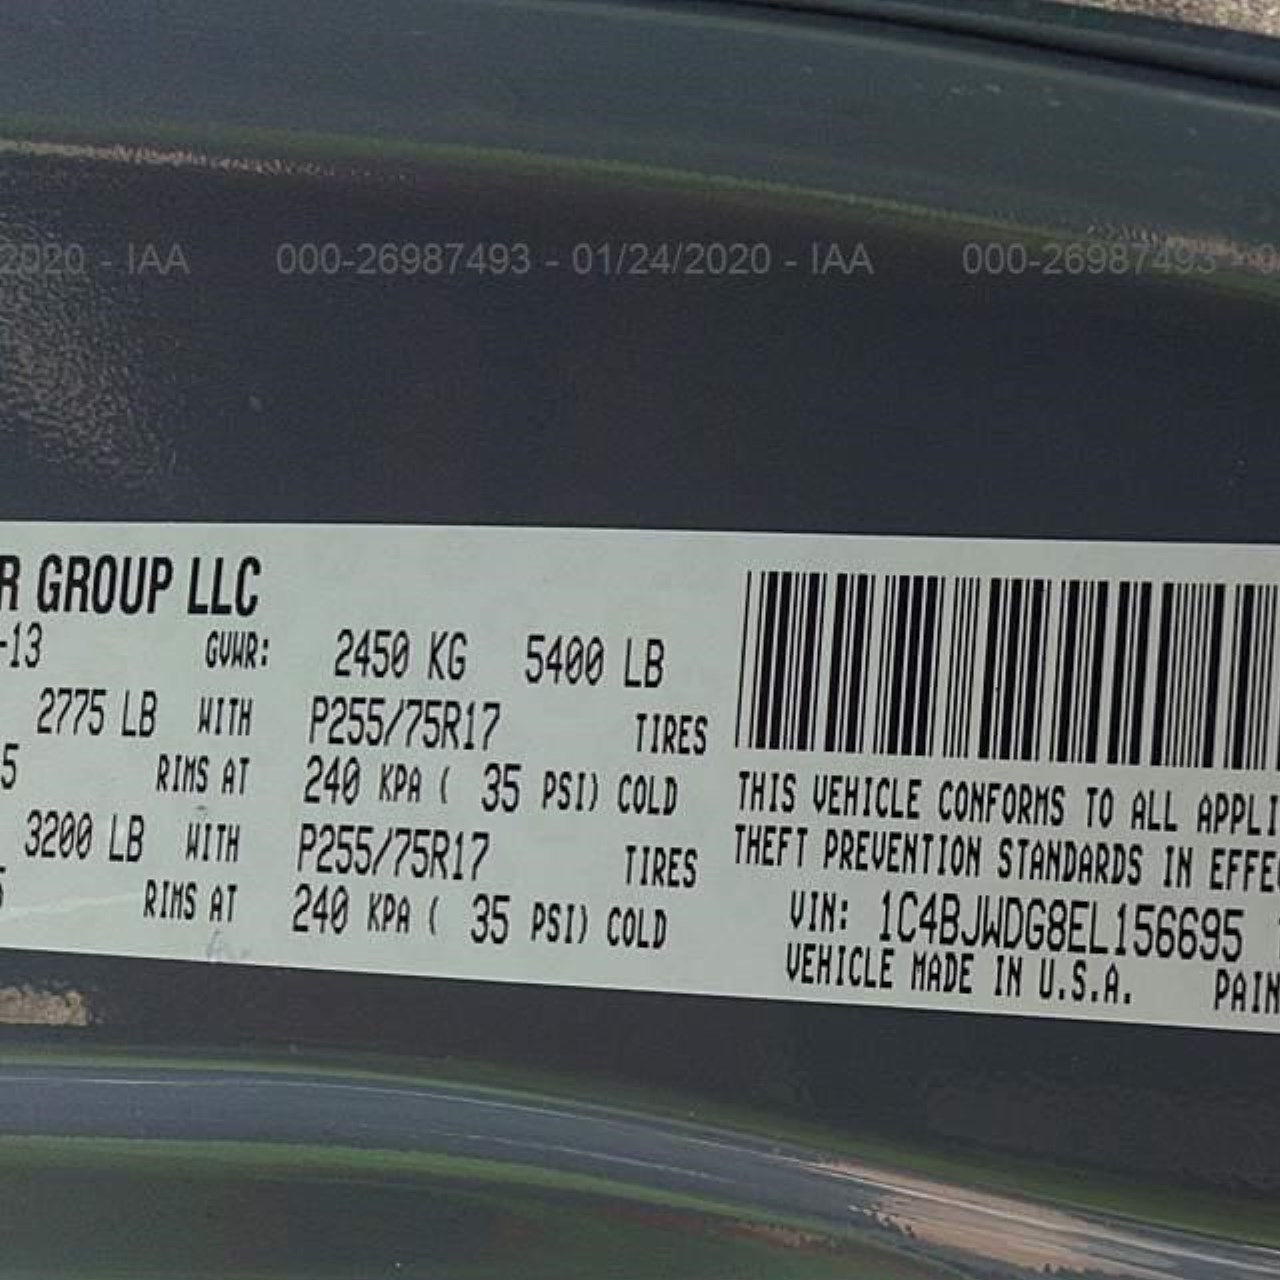 2020 - IAA 000-26987493 - 01/24/2020 - IAA 000-26987493 - 0
R GROUP LLC
-13 GVWR: 2450 KG 5400 LB
2775 LB WITH P255/75R17 TIRES
5 RIMS AT 240 KPA ( 35 PSI) COLD
3200 LB WITH P255/75R17 TIRES
RIMS AT 240 KPA ( 35 PSI) COLD
THIS VEHICLE CONFORMS TO ALL APPLI
THEFT PREVENTION STANDARDS IN EFFE
VIN: 1C4BJWDG8EL156695
VEHICLE MADE IN U.S.A. PAIN